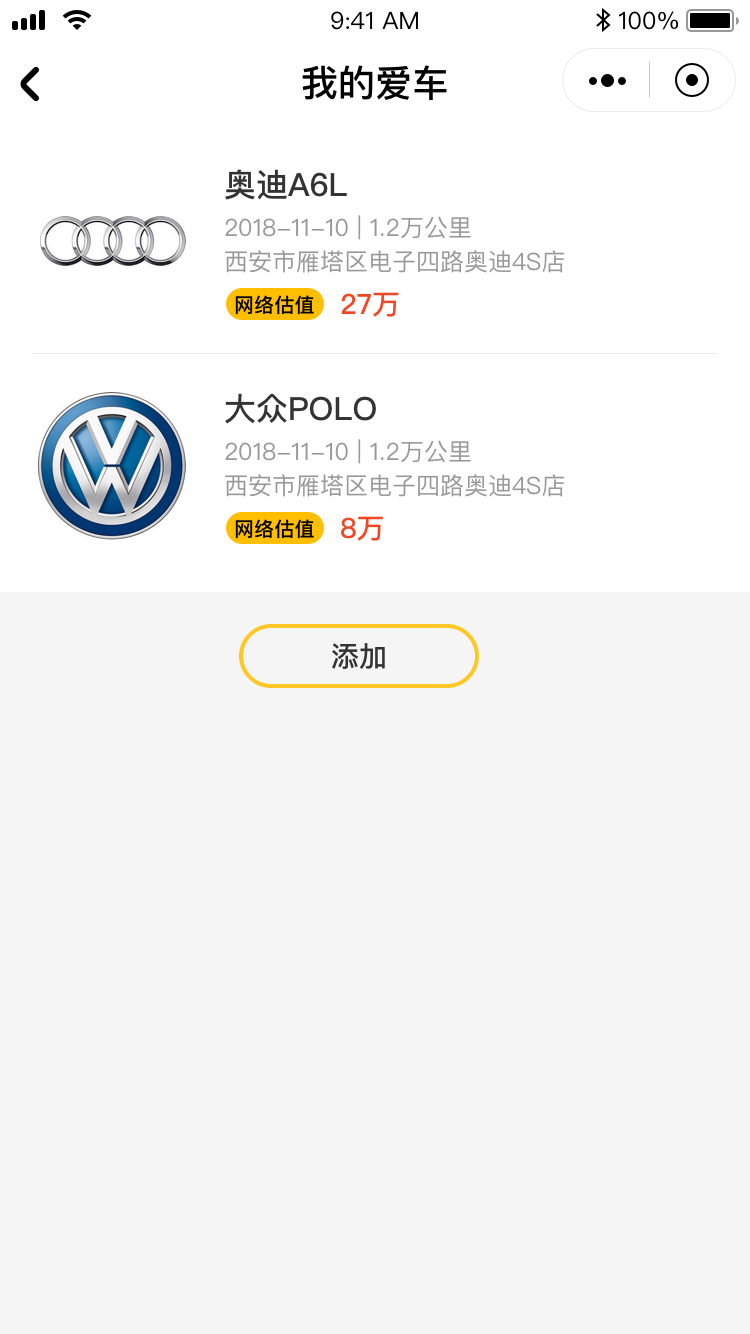 9:41 AM
100%
我的爱车
奥迪A6L
2018-11-10 | 1.2万公里
西安市雁塔区电子四路奥迪4S店
网络估值 27万
大众POLO
2018-11-10 | 1.2万公里
西安市雁塔区电子四路奥迪4S店
网络估值 8万
添加